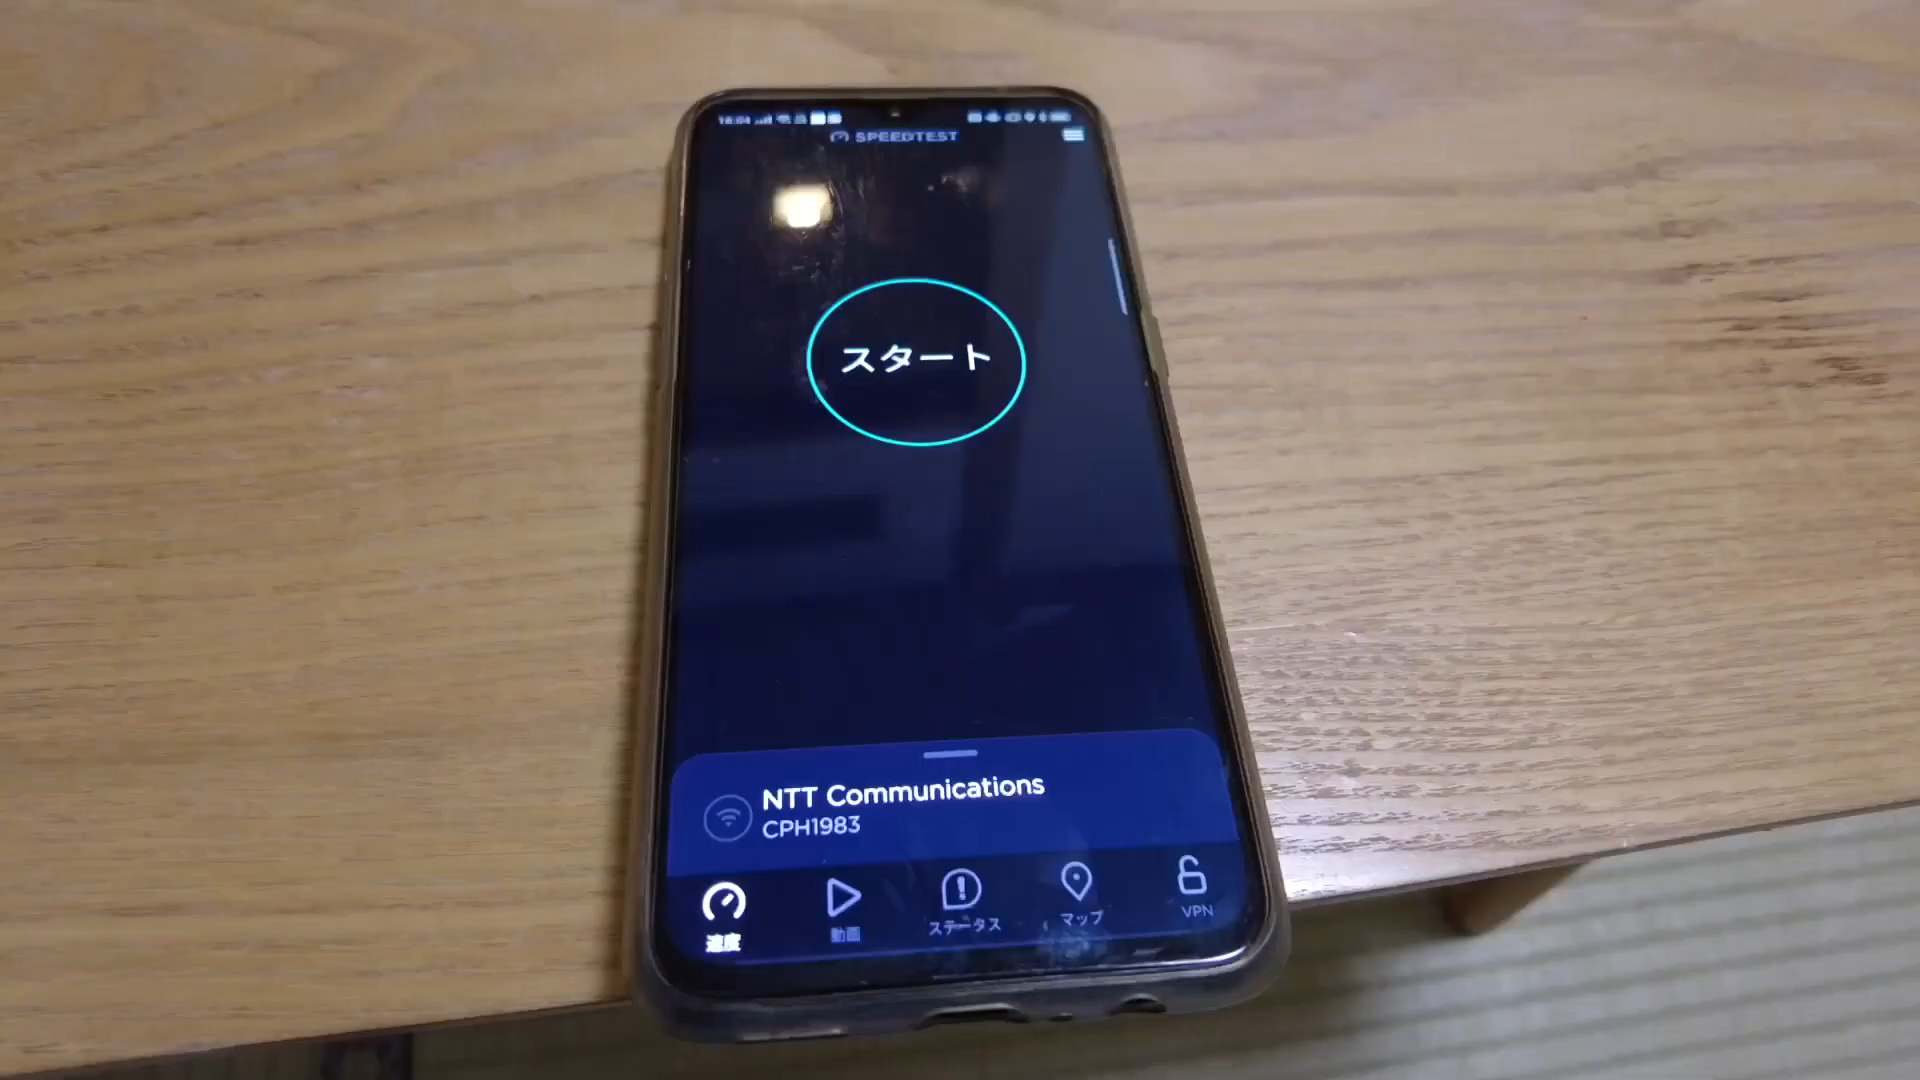 SPEEDTEST
スタート
NTT Communications
CPH1983
速度
動画
ステータス
マップ
VPN